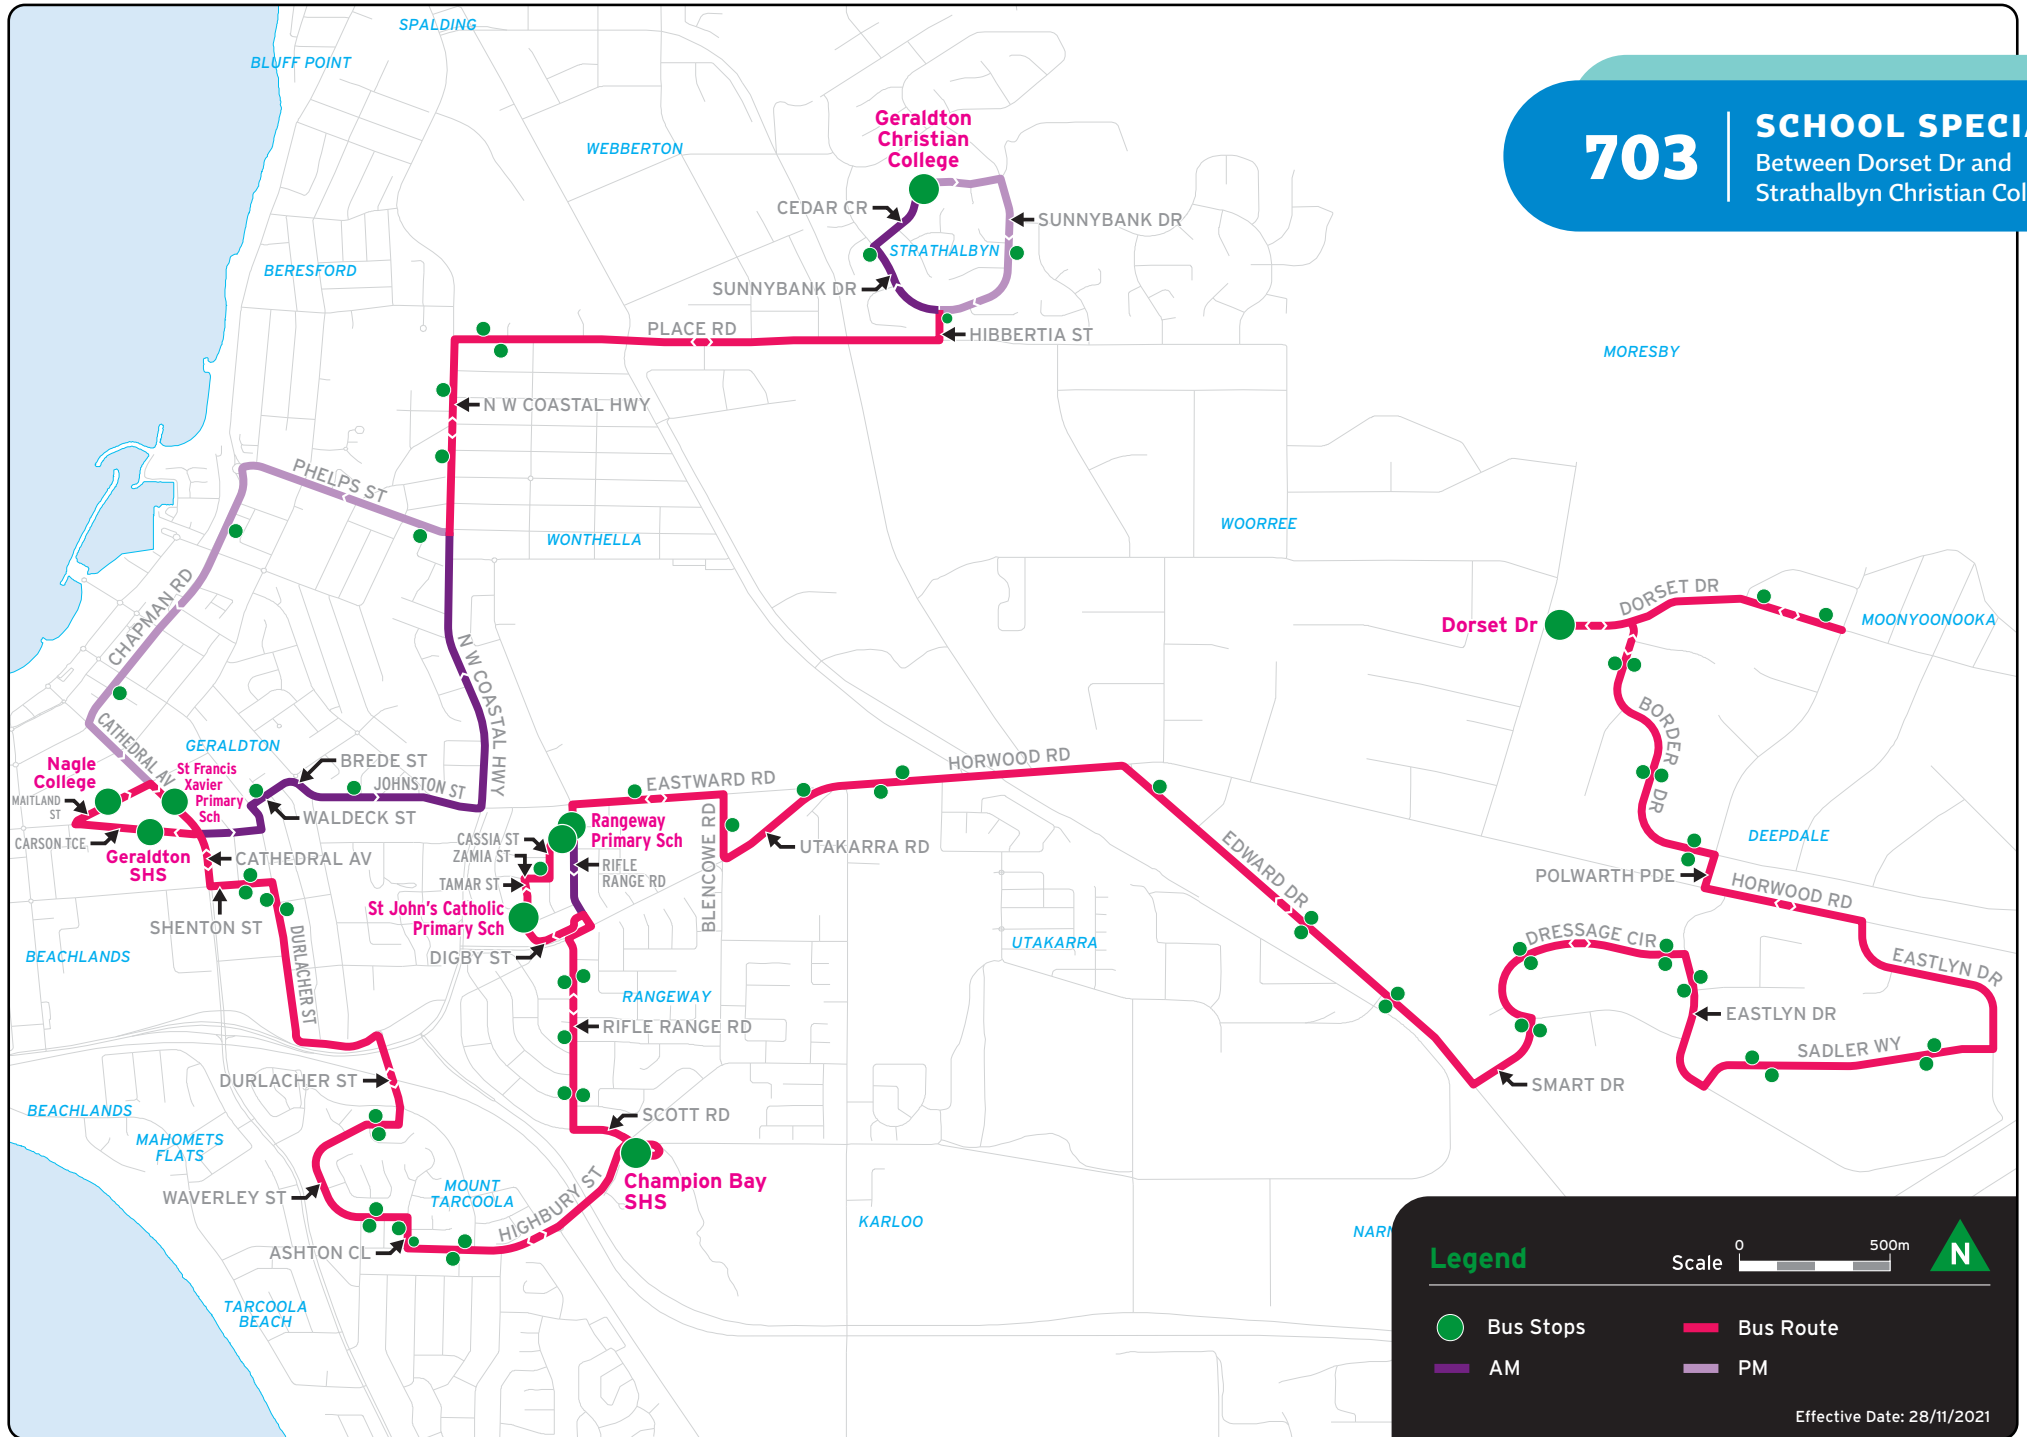 SPALDING
BLUFF POINT
WEBBERTON
Geraldton
Christian
College
703
SCHOOL SPECIA
Between Dorset Dr and
Strathalbyn Christian Col
CEDAR CR
SUNNYBANK DR
STRATHALBYN
BERESFORD
SUNNYBANK DR
PLACE RD
HIBBERTIA ST
MORESBY
N W COASTAL HWY
PHELPS ST
WONTHELLA
WOORREE
CHAPMAN RD
DORSET DR
Dorset Dr
MOONYOONOOKA
N W COASTAL HWY
BORDER DR
CATHEDRAL AV
GERALDTON
BREDE ST
JOHNSTON ST
Nagle
College
St Francis
Xavier
Primary
Sch
MAITLAND
ST
WALDECK ST
CARSON TCE
Geraldton
SHS
CATHEDRAL AV
SHENTON ST
DURLACHER ST
EASTWARD RD
HORWOOD RD
Rangeway
Primary Sch
CASSIA ST
ZAMIA ST
TAMAR ST
RIFLE
RANGE RD
BLENCOWE RD
UTAKARRA RD
St John's Catholic
Primary Sch
DIGBY ST
EDWARD DR
DEEPDALE
POLWARTH PDE
HORWOOD RD
DRESSAGE CIR
EASTLYN DR
UTAKARRA
BEACHLANDS
RANGEWAY
RIFLE RANGE RD
EASTLYN DR
SADLER WY
SMART DR
DURLACHER ST
BEACHLANDS
MAHOMETS
FLATS
SCOTT RD
Champion Bay
SHS
WAVERLEY ST
MOUNT
TARCOOLA
HIGHBURY ST
ASHTON CL
KARLOO
NARN
TARCOOLA
BEACH
Legend
Scale
0
500m
N
Bus Stops
Bus Route
AM
PM
Effective Date: 28/11/2021